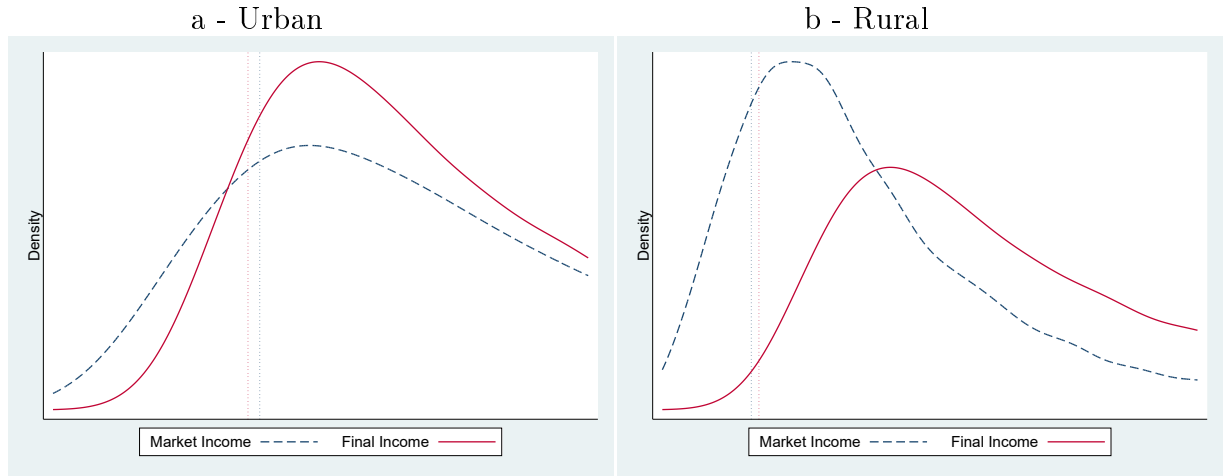 a - Urban
b - Rural
Density
Market Income
Final Income
Density
Market Income
Final Income